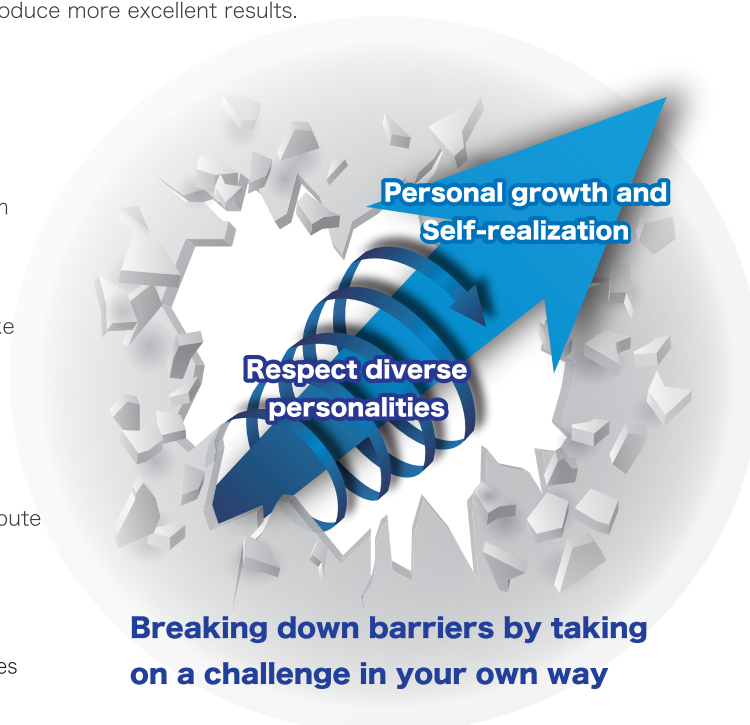 more excellent results.
Personal growth and
Self-realization
Respect diverse
personalities
Breaking down barriers by taking
on a challenge in your own way